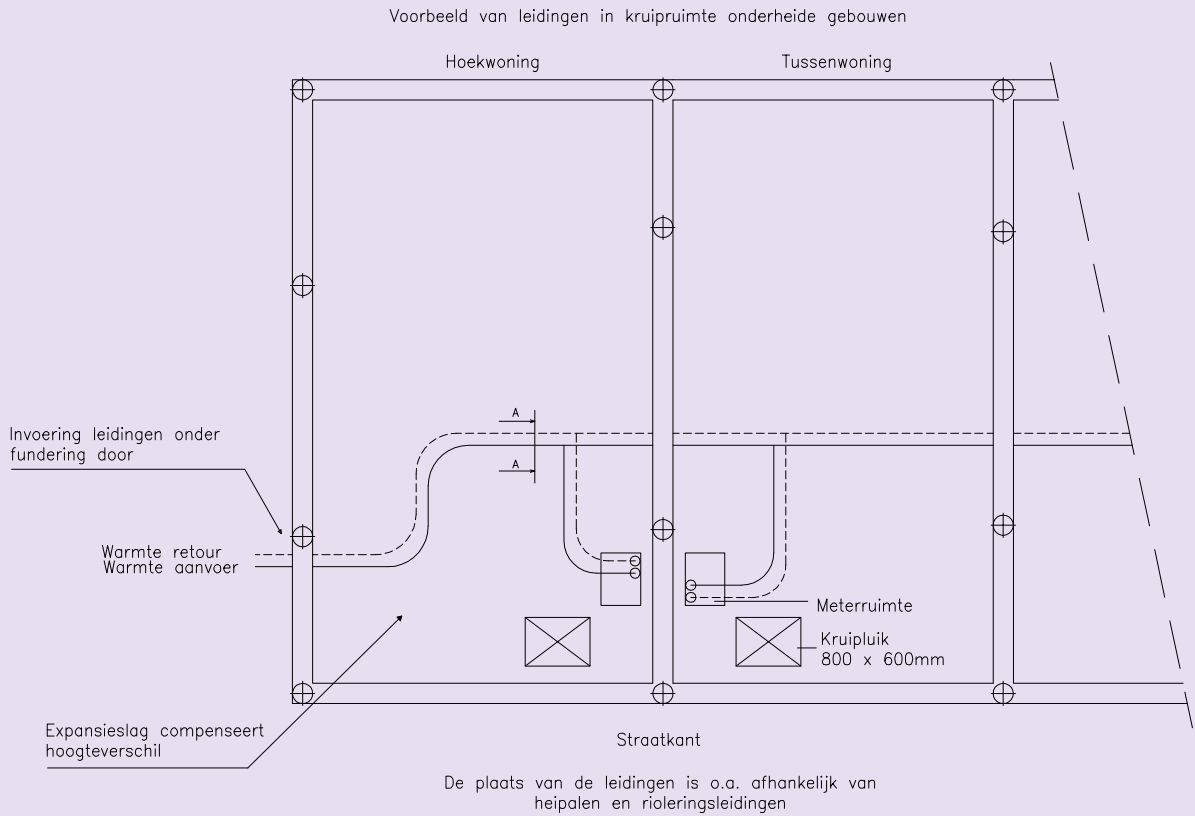 Voorbeeld van leidingen in kruipruimte onderheide gebouwen
Hoekwoning
Tussenwoning
A
Invoering leidingen onder
fundering door
A
Warmte retour
Warmte aanvoer
Meterruimte
Kruipluik
800 x 600mm
Expansieslag compenseert
hoogteverschil
Straatkant
De plaats van de leidingen is o.a. afhankelijk van
heipalen en rioleringsleidingen